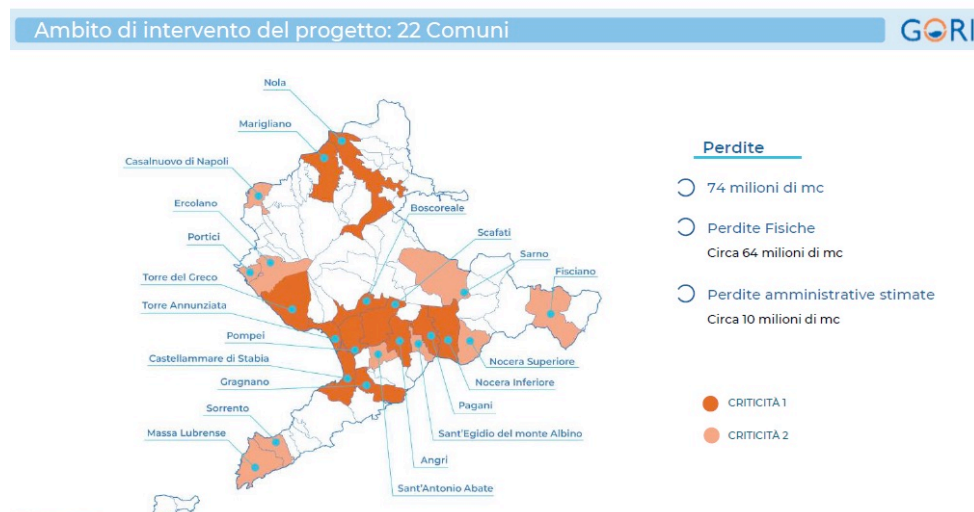 Ambito di intervento del progetto: 22 Comuni
GORI
Nola
Marigliano
Casalnuovo di Napoli
Ercolano
Portici
Torre del Greco
Torre Annunziata
Pompei
Castellammare di Stabia
Gragnano
Sorrento
Massa Lubrense
Boscoreale
Scafati
Sarno
Fisciano
Nocera Superiore
Nocera Inferiore
Pagani
Sant'Egidio del monte Albino
Angri
Sant'Antonio Abate
Perdite
74 milioni di mc
Perdite Fisiche
Circa 64 milioni di mc
Perdite amministrative stimate
Circa 10 milioni di mc
CRITICITÀ 1
CRITICITÀ 2